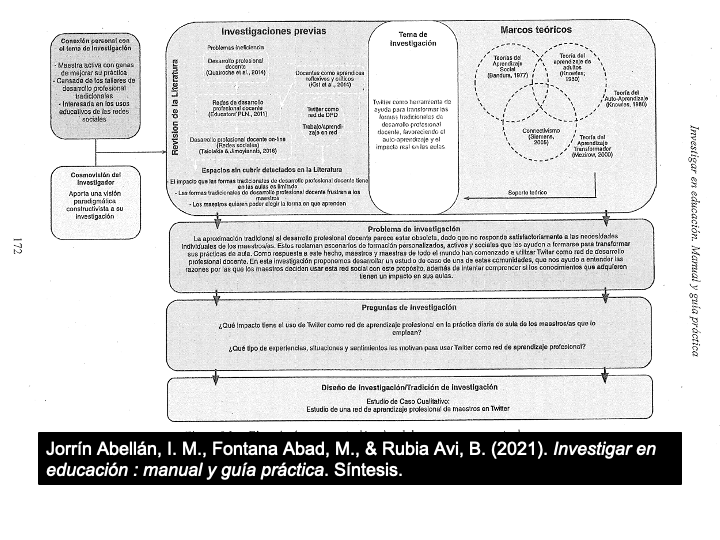 Conexión personal con
el tema de investigación
- Maestra activa con ganas
de mejorar su práctica
- Cansada de los talleres de
desarrollo profesional
tradicionales
- Interesada en los usos
educativos de las redes
sociales
Cosmovisión del
Investigador
Aporta una visión
paradigmática
constructivista a su
investigación
Revisión de la Literatura
Investigaciones previas
Problemas ineficiencia
Desarrollo profesional
docente
(Quatroche et al., 2014)
Docentes como aprendices
reflexivos y críticos
et al., 2014)
Redes de desarrollo
profesional docente
(Educators' PLN., 2011)
Twitter como
red de DPD
Trabajo/aprendi-
zaje en red
Desarrollo profesional docente on-line
(Redes sociales)
(Tsiotakis & Jimoyiannis, 2016)
Espacios sin cubrir detectados en la Literatura
- El impacto que las formas tradicionales de desarrollo profesional docente tiene
en las aulas es limitado
- Las formas tradicionales de desarrollo profesional docente frustran a los
maestros
- Los maestros quieren poder elegir la forma en que aprenden
Tema de
Investigación
Twitter como herramienta de
ayuda para transformar las
formas tradicionales de
desarrollo profesional
docente, favoreciendo el
auto-aprendizaje y el
impacto real en las aulas
Marcos teóricos
Teorías del
Aprendizaje
Social
(Bandura, 1977)
Teoría del
aprendizaje de
adultos
(Knowles,
1980)
Teoría del
Auto-Aprendizaje
(Knowles, 1980)
Conectivismo
(Siemens,
2005)
Teoría del
Aprendizaje
Transformador
(Mezirow, 2000)
Soporte teórico
Problema de investigación
La aproximación tradicional al desarrollo profesional docente parece estar obsoleta, dado que no responde satisfactoriamente a las necesidades
individuales de los maestros/as. Estos reclaman escenarios de formación personalizados, activos y sociales que les ayuden a formarse para transformar
sus prácticas de aula. Como respuesta a este hecho, maestros y maestras de todo el mundo han comenzado a utilizar Twitter como red de desarrollo
profesional docente. En esta investigación proponemos desarrollar un estudio de caso de una de estas comunidades, que nos ayude a entender las
razones por las que los maestros deciden usar esta red social con este propósito, además de intentar comprender si los conocimientos que adquieren
tienen un impacto en sus aulas.
Preguntas de Investigación
¿Qué impacto tiene el uso de Twitter como red de aprendizaje profesional en la práctica diaria de aula de los maestros/as que lo
emplean?
¿Qué tipo de experiencias, situaciones y sentimientos les motivan para usar Twitter como red de aprendizaje profesional?
Diseño de Investigación/Tradición de Investigación
Estudio de Caso Cualitativo:
Estudio de una red de aprendizaje profesional de maestros en Twitter
172
Investigar en educación. Manual y guía práctica
Jorrín Abellán, I. M., Fontana Abad, M., & Rubia Avi, B. (2021). Investigar en
educación : manual y guía práctica. Síntesis.